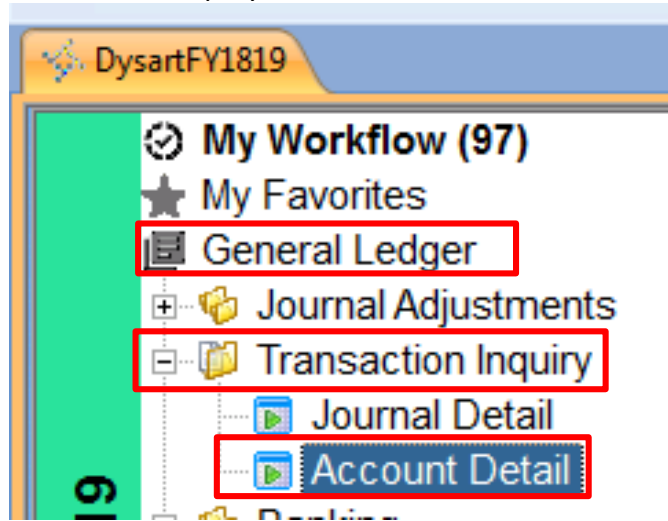 DysartFY1819
My Workflow (97)
My Favorites
General Ledger
Journal Adjustments
Transaction Inquiry
Journal Detail
Account Detail